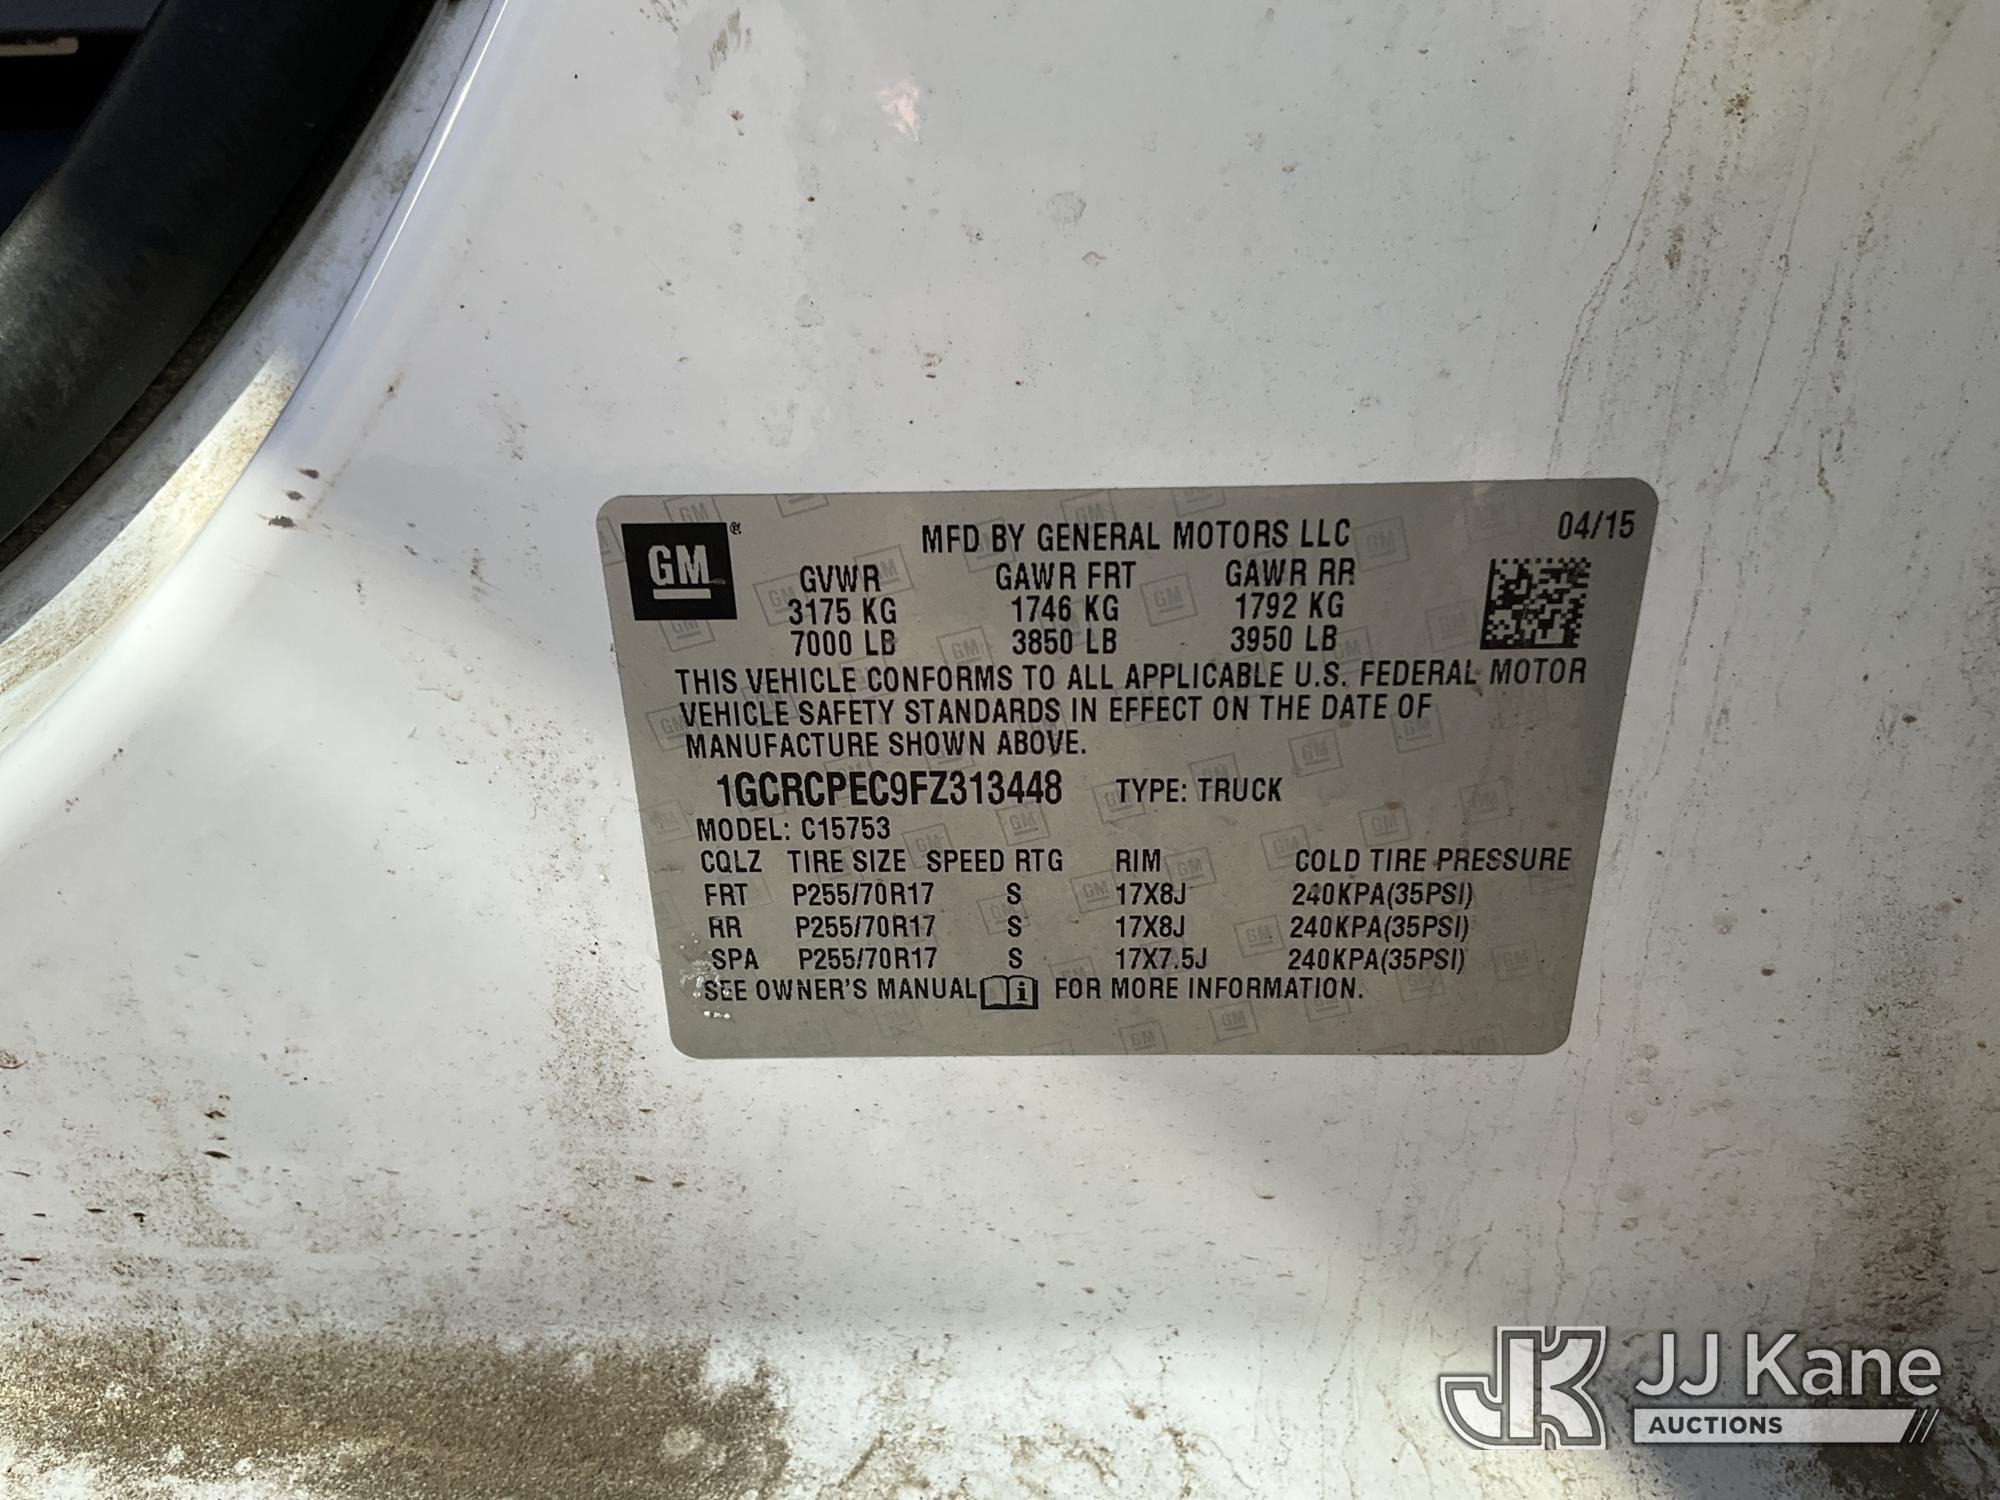 GM®
MFD BY GENERAL MOTORS LLC 04/15
GVWR GAWR FRT GAWR RR
3175 KG 1746 KG 1792 KG
7000 LB 3850 LB 3950 LB
THIS VEHICLE CONFORMS TO ALL APPLICABLE U.S. FEDERAL MOTOR
VEHICLE SAFETY STANDARDS IN EFFECT ON THE DATE OF
MANUFACTURE SHOWN ABOVE.
1GCRCPEC9FZ313448 TYPE: TRUCK
MODEL: C15753
CQLZ TIRE SIZE SPEED RTG RIM COLD TIRE PRESSURE
FRT P255/70R17 S 17X8J 240KPA(35PSI)
RR P255/70R17 S 17X8J 240KPA(35PSI)
SPA P255/70R17 S 17X7.5J 240KPA(35PSI)
SEE OWNER'S MANUAL i FOR MORE INFORMATION.
JK JJ Kane
AUCTIONS